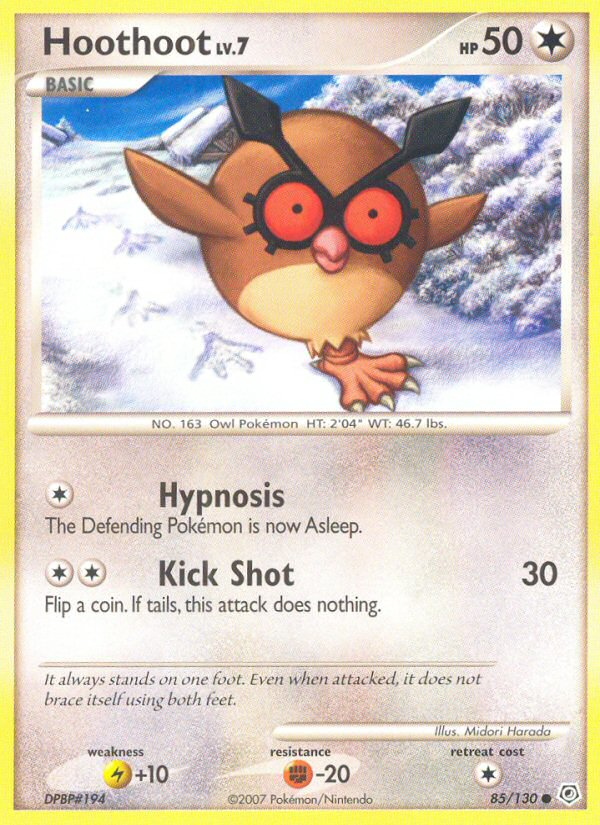 Hoothoot LV.7 HP 50
BASIC
NO. 163 Owl Pokémon HT: 2'04" WT: 46.7 lbs.
Hypnosis
The Defending Pokémon is now Asleep.
Kick Shot 30
Flip a coin. If tails, this attack does nothing.
It always stands on one foot. Even when attacked, it does not
brace itself using both feet.
Illus. Midori Harada
weakness resistance retreat cost
+10 -20
DPBP#194 ©2007 Pokémon/Nintendo 85/130